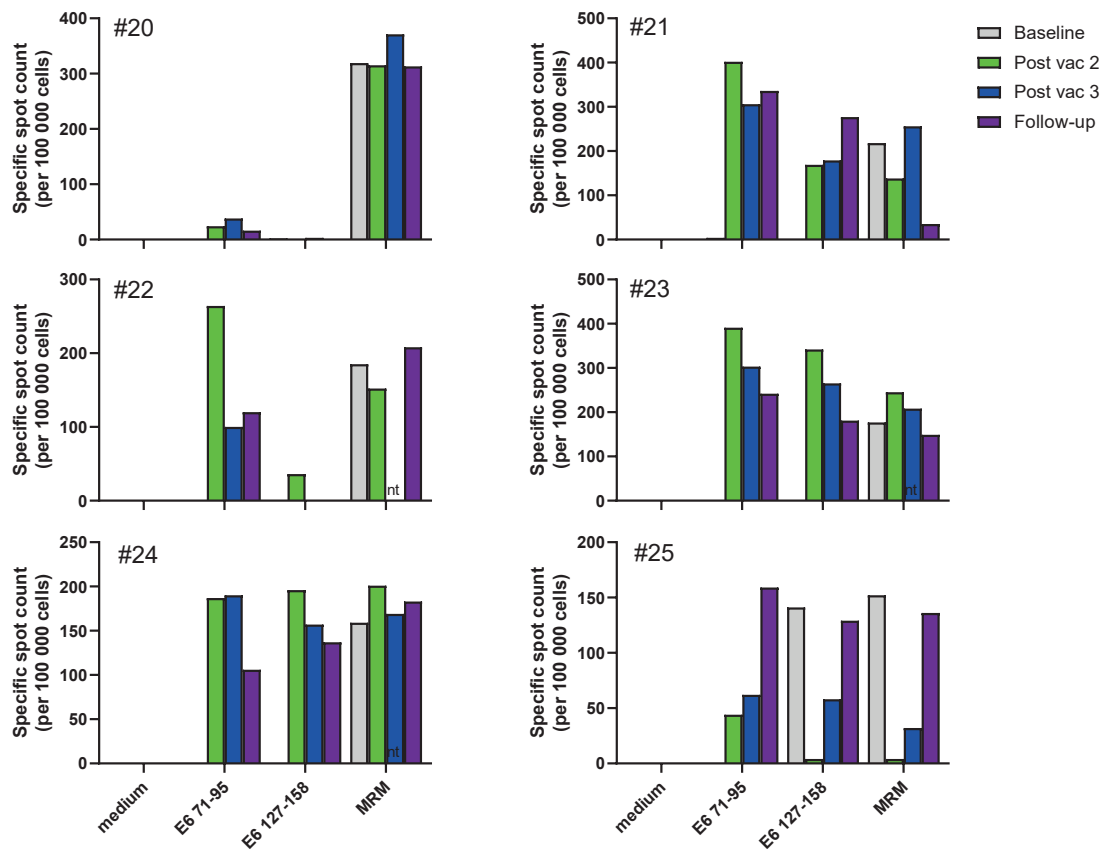 #20
Specific spot count
(per 100 000 cells)
400
300
200
100
0
#21
Specific spot count
(per 100 000 cells)
500
400
300
200
100
0
Baseline
Post vac 2
Post vac 3
Follow-up
#22
Specific spot count
(per 100 000 cells)
300
200
100
0
nt
#23
Specific spot count
(per 100 000 cells)
500
400
300
200
100
0
nt
#24
Specific spot count
(per 100 000 cells)
250
200
150
100
50
0
nt
medium
E6 71-95
E6 127-158
MRM
#25
Specific spot count
(per 100 000 cells)
200
150
100
50
0
medium
E6 71-95
E6 127-158
MRM